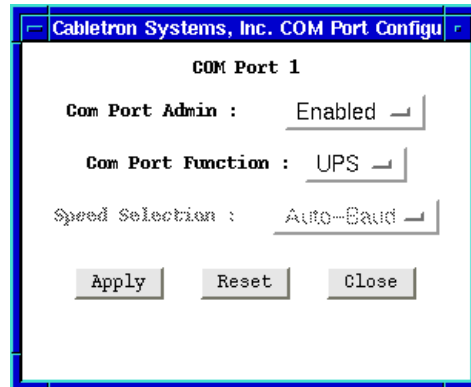 Cabletron Systems, Inc. COM Port Configu
COM Port 1
Com Port Admin : Enabled
Com Port Function : UPS
Speed Selection : Auto-Baud
Apply Reset Close